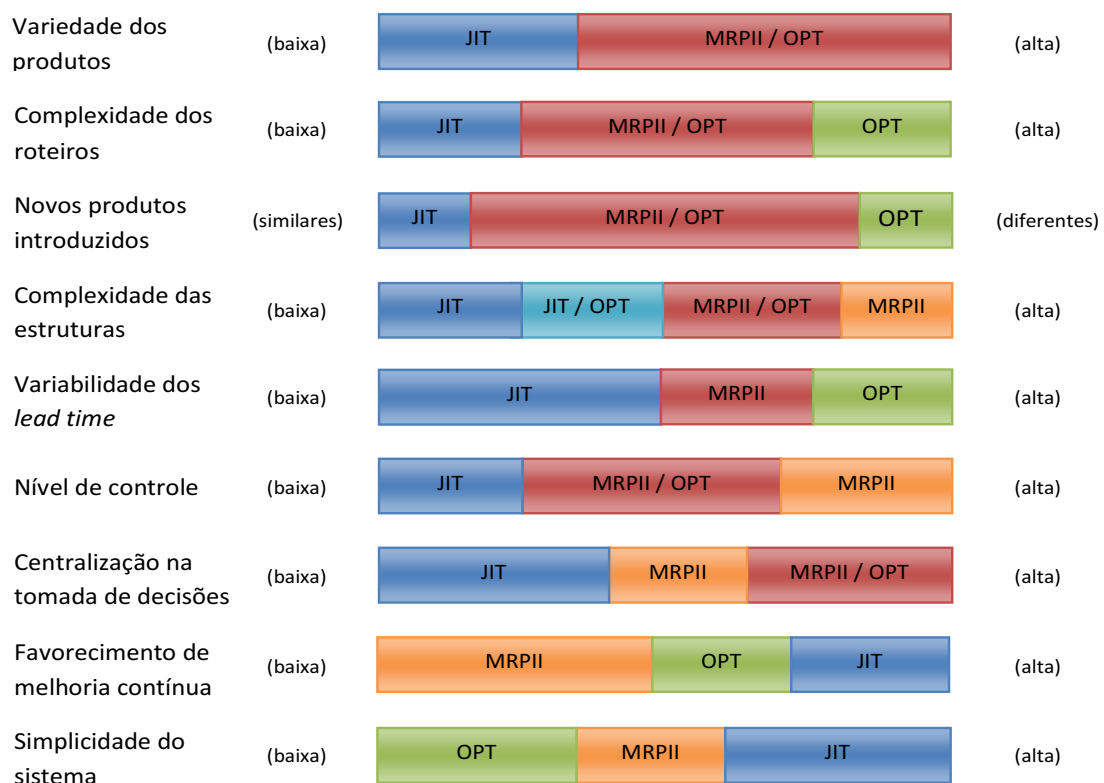 Variedade dos
produtos
(baixa)
JIT
MRPII / OPT
(alta)
Complexidade dos
roteiros
(baixa)
JIT
MRPII / OPT
OPT
(alta)
Novos produtos
introduzidos
(similares)
JIT
MRPII / OPT
OPT
(diferentes)
Complexidade das
estruturas
(baixa)
JIT
JIT / OPT
MRPII / OPT
MRPII
(alta)
Variabilidade dos
lead time
(baixa)
JIT
MRPII
OPT
(alta)
Nível de controle
(baixa)
JIT
MRPII / OPT
MRPII
(alta)
Centralização na
tomada de decisões
(baixa)
JIT
MRPII
MRPII / OPT
(alta)
Favorecimento de
melhoria contínua
(baixa)
MRPII
OPT
JIT
(alta)
Simplicidade do
sistema
(baixa)
OPT
MRPII
JIT
(alta)